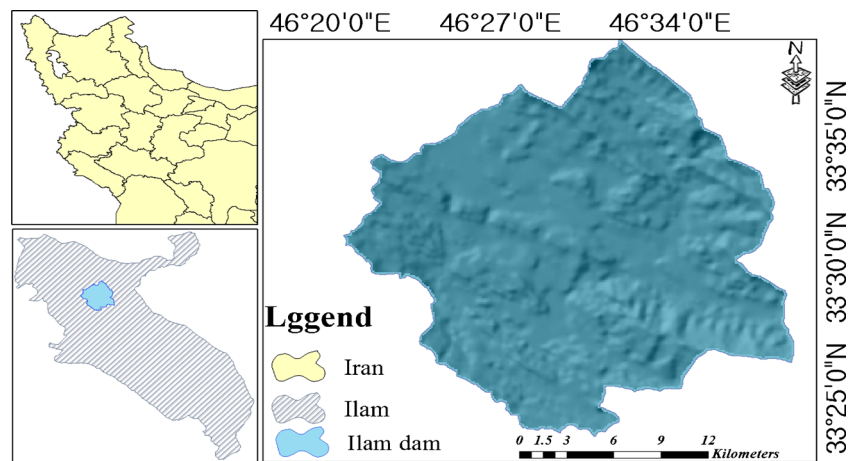 46°20'0"E 46°27'0"E 46°34'0"E
N
33°35'0"N
33°30'0"N
33°25'0"N
Lggend
Iran
Ilam
Ilam dam
0 1.5 3 6 9 12
Kilometers